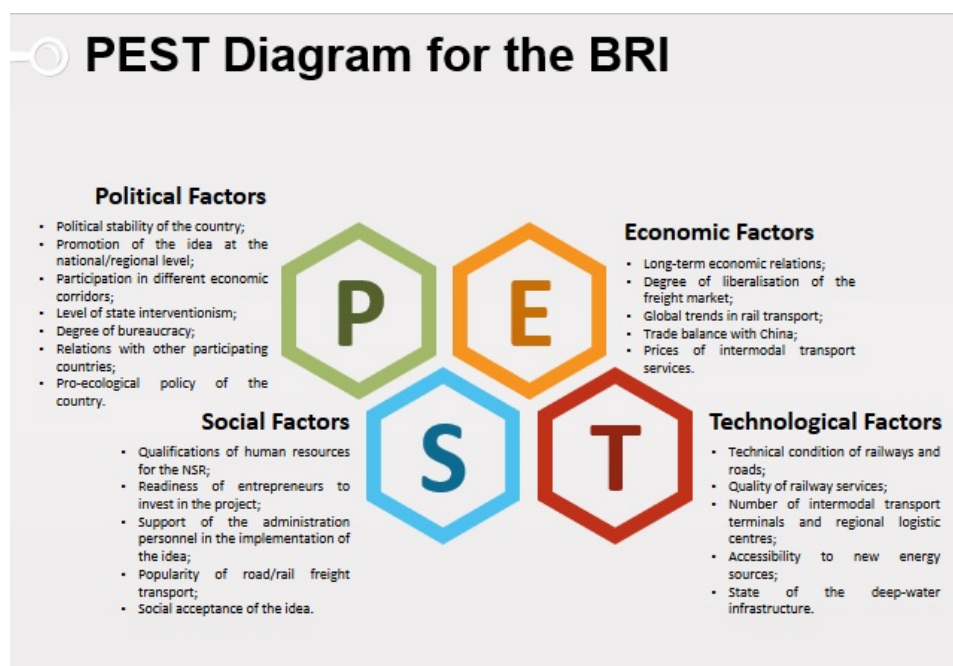 PEST Diagram for the BRI
Political Factors
• Political stability of the country;
• Promotion of the idea at the
national/regional level;
• Participation in different economic
corridors;
• Level of state interventionism;
• Degree of bureaucracy;
• Relations with other participating
countries;
• Pro-ecological policy of the
country.
P
E
Economic Factors
• Long-term economic relations;
• Degree of liberalisation of the
freight market;
• Global trends in rail transport;
• Trade balance with China;
• Prices of intermodal transport
services.
Social Factors
• Qualifications of human resources
for the NSR;
• Readiness of entrepreneurs to
invest in the project;
• Support of the administration
personnel in the implementation of
the idea;
• Popularity of road/rail freight
transport;
• Social acceptance of the idea.
S
T
Technological Factors
• Technical condition of railways and
roads;
• Quality of railway services;
• Number of intermodal transport
terminals and regional logistic
centres;
• Accessibility to new energy
sources;
• State of the deep-water
infrastructure.